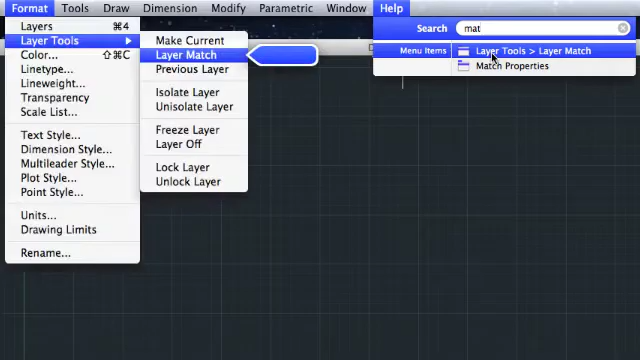 Format Tools Draw Dimension Modify Parametric Window Help
Layers ⌘4
Layer Tools
Color... ⇧⌘C
Linetype...
Lineweight...
Transparency
Scale List...
Text Style...
Dimension Style...
Multileader Style...
Plot Style...
Point Style...
Units...
Drawing Limits
Rename...
Make Current
Layer Match
Previous Layer
Isolate Layer
Unisolate Layer
Freeze Layer
Layer Off
Lock Layer
Unlock Layer
Search mat
Menu Items Layer Tools > Layer Match
Match Properties